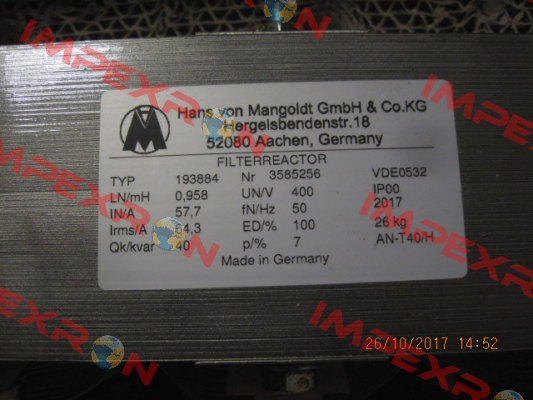 Hans von Mangoldt GmbH & Co.KG
Hergelsbendenstr.18
52080 Aachen, Germany
FILTERREACTOR
TYP 193884 Nr 3585256 VDE0532
LN/mH 0,958 UN/V 400 IP00
IN/A 57,7 fN/Hz 50 2017
Irms/A 64,3 ED/% 100 26 kg
Qk/kvar 40 p/% 7 AN-T40/H
Made in Germany
26/10/2017 14:52
IMPEXRON
IMPEXRON
IMPEXRON
IMPEXRON